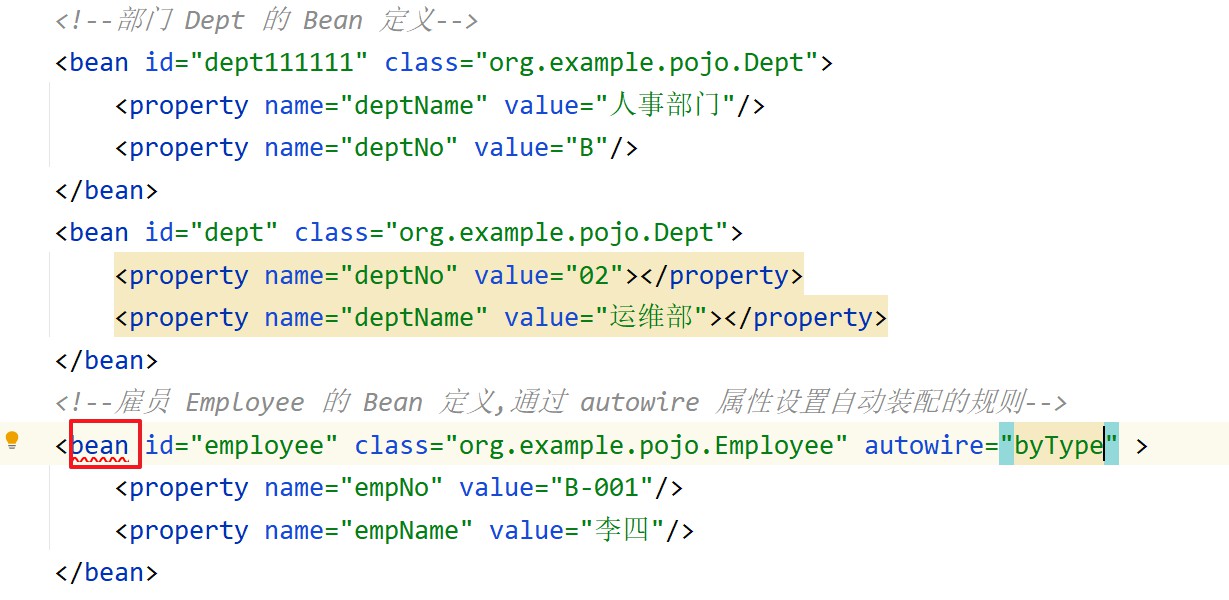 <!--部门 Dept 的 Bean 定义-->
<bean id="dept111111" class="org.example.pojo.Dept">
    <property name="deptName" value="人事部门"/>
    <property name="deptNo" value="B"/>
</bean>
<bean id="dept" class="org.example.pojo.Dept">
    <property name="deptNo" value="02"></property>
    <property name="deptName" value="运维部"></property>
</bean>
<!--雇员 Employee 的 Bean 定义,通过 autowire 属性设置自动装配的规则-->
<bean id="employee" class="org.example.pojo.Employee" autowire="byType" >
    <property name="empNo" value="B-001"/>
    <property name="empName" value="李四"/>
</bean>